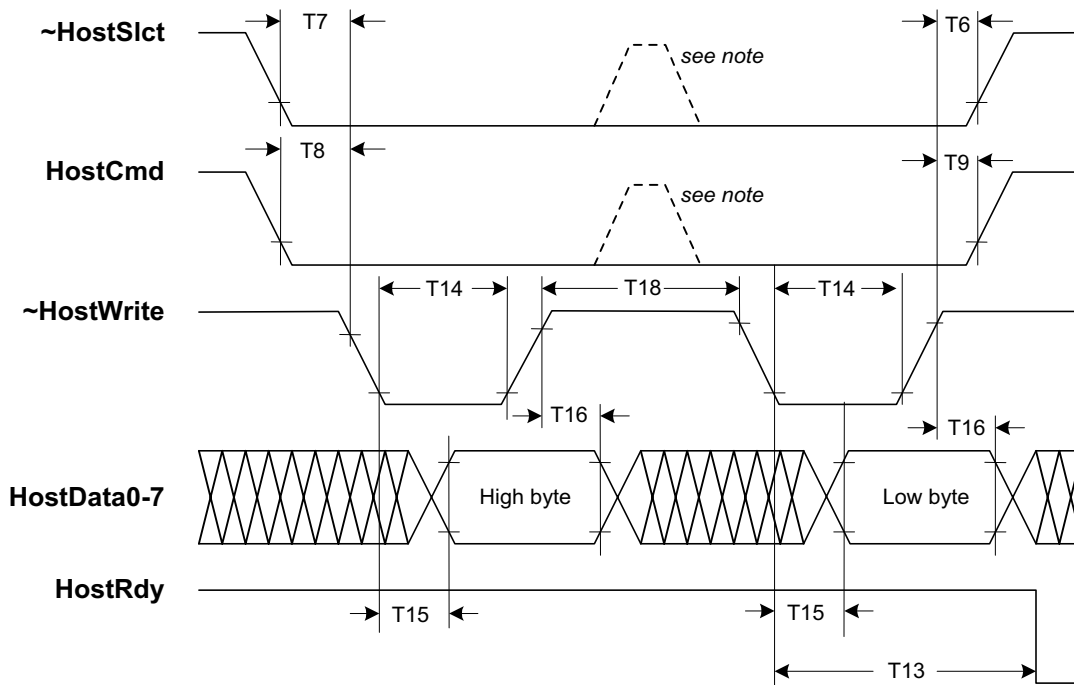 ~HostSlct
T7
see note
T6
HostCmd
T8
see note
T9
~HostWrite
T14
T18
T14
T16
T16
HostData0-7
High byte
Low byte
HostRdy
T15
T15
T13